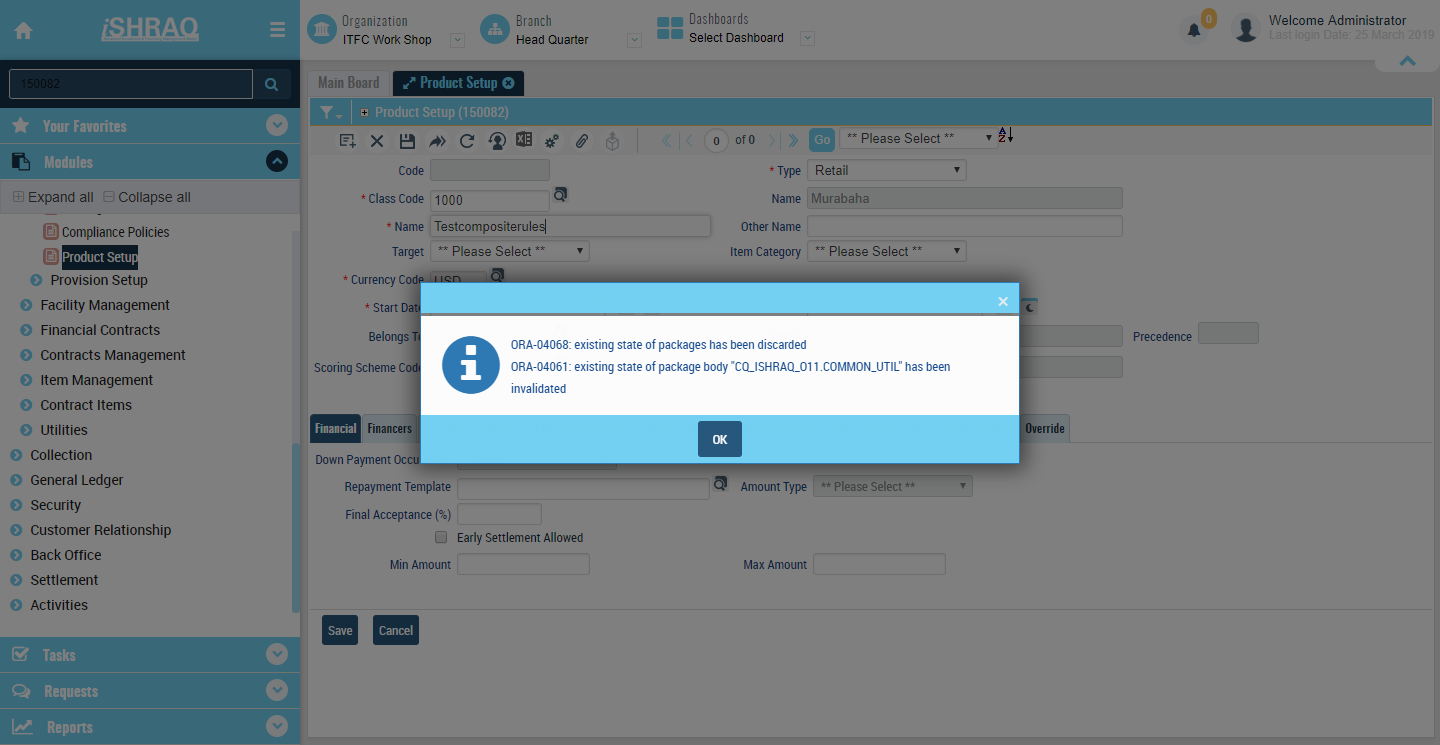 iSHRAQ
Organization
ITFC Work Shop
Branch
Head Quarter
Dashboards
Select Dashboard
0
Welcome Administrator
Last login Date: 25 March 2019
150082
Your Favorites
Modules
Expand all Collapse all
Compliance Policies
Product Setup
Provision Setup
Facility Management
Financial Contracts
Contracts Management
Item Management
Contract Items
Utilities
Collection
General Ledger
Security
Customer Relationship
Back Office
Settlement
Activities
Tasks
Requests
Reports
Main Board Product Setup
Product Setup (150082)
0 of 0 Go ** Please Select **
Code * Type Retail
* Class Code 1000 Name Murabaha
* Name Testcompositerules Other Name
Target ** Please Select ** Item Category ** Please Select **
* Currency Code USD
* Start Date
Belongs To Precedence
Scoring Scheme Code
×
ORA-04068: existing state of packages has been discarded
ORA-04061: existing state of package body "CQ_ISHRAQ_O11.COMMON_UTIL" has been
invalidated
OK
Financial Financers Override
Down Payment Occu
Repayment Template Amount Type ** Please Select **
Final Acceptance (%)
Early Settlement Allowed
Min Amount Max Amount
Save Cancel